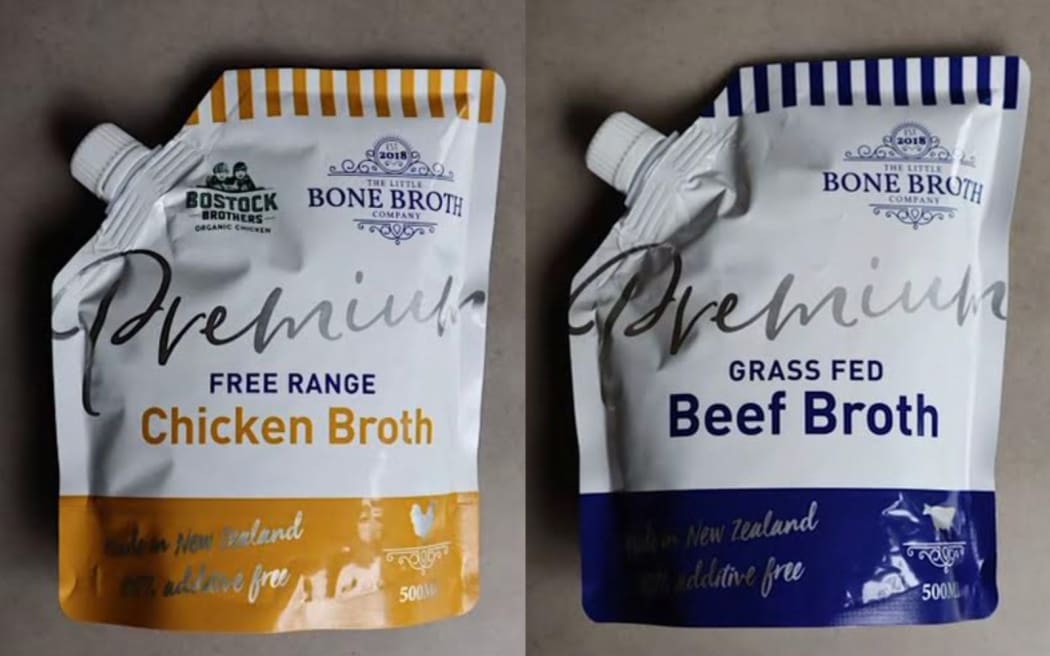 BOSTOCK
BROTHERS
ORGANIC CHICKEN
EST
2018
THE LITTLE
BONE BROTH
COMPANY
Premium
FREE RANGE
Chicken Broth
Made in New Zealand
additive free
500M
EST
2018
THE LITTLE
BONE BROTH
COMPANY
Premium
GRASS FED
Beef Broth
Made in New Zealand
additive free
500M